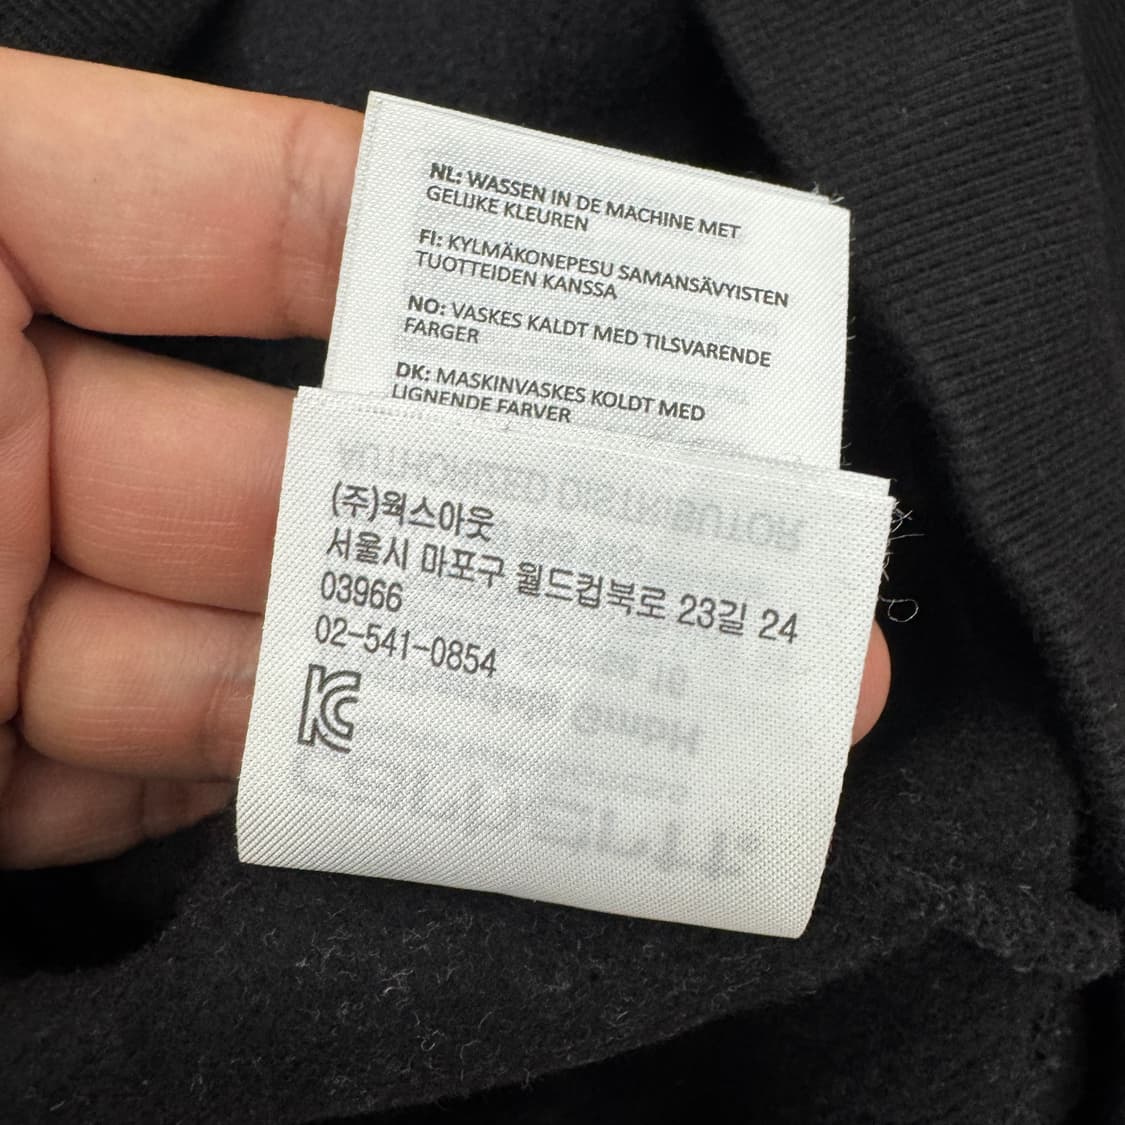 NL: WASSEN IN DE MACHINE MET
GELIJKE KLEUREN
FI: KYLMÄKONEPESU SAMANSÄVYISTEN
TUOTTEIDEN KANSSA
NO: VASKES KALDT MED TILSVARENDE
FARGER
DK: MASKINVASKES KOLDT MED
LIGNENDE FARVER
(주)웍스아웃
서울시 마포구 월드컵북로 23길 24
03966
02-541-0854
KC